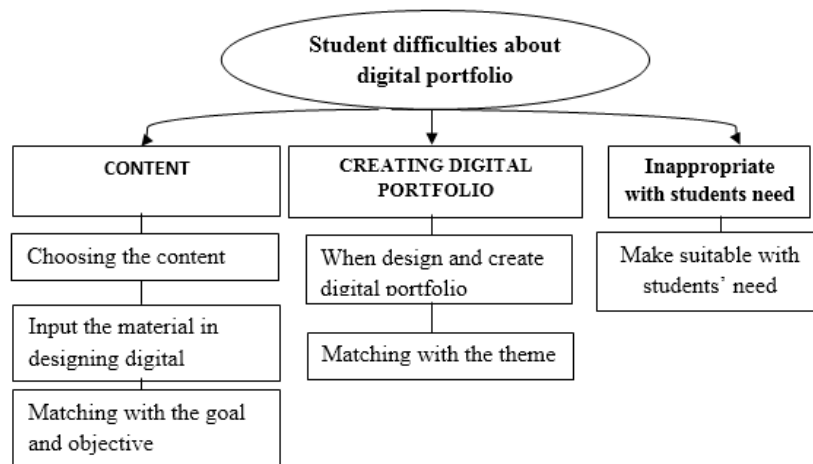 Student difficulties about
digital portfolio
CONTENT
Choosing the content
Input the material in
designing digital
Matching with the goal
and objective
CREATING DIGITAL
PORTFOLIO
When design and create
digital portfolio
Matching with the theme
Inappropriate
with students need
Make suitable with
students’ need